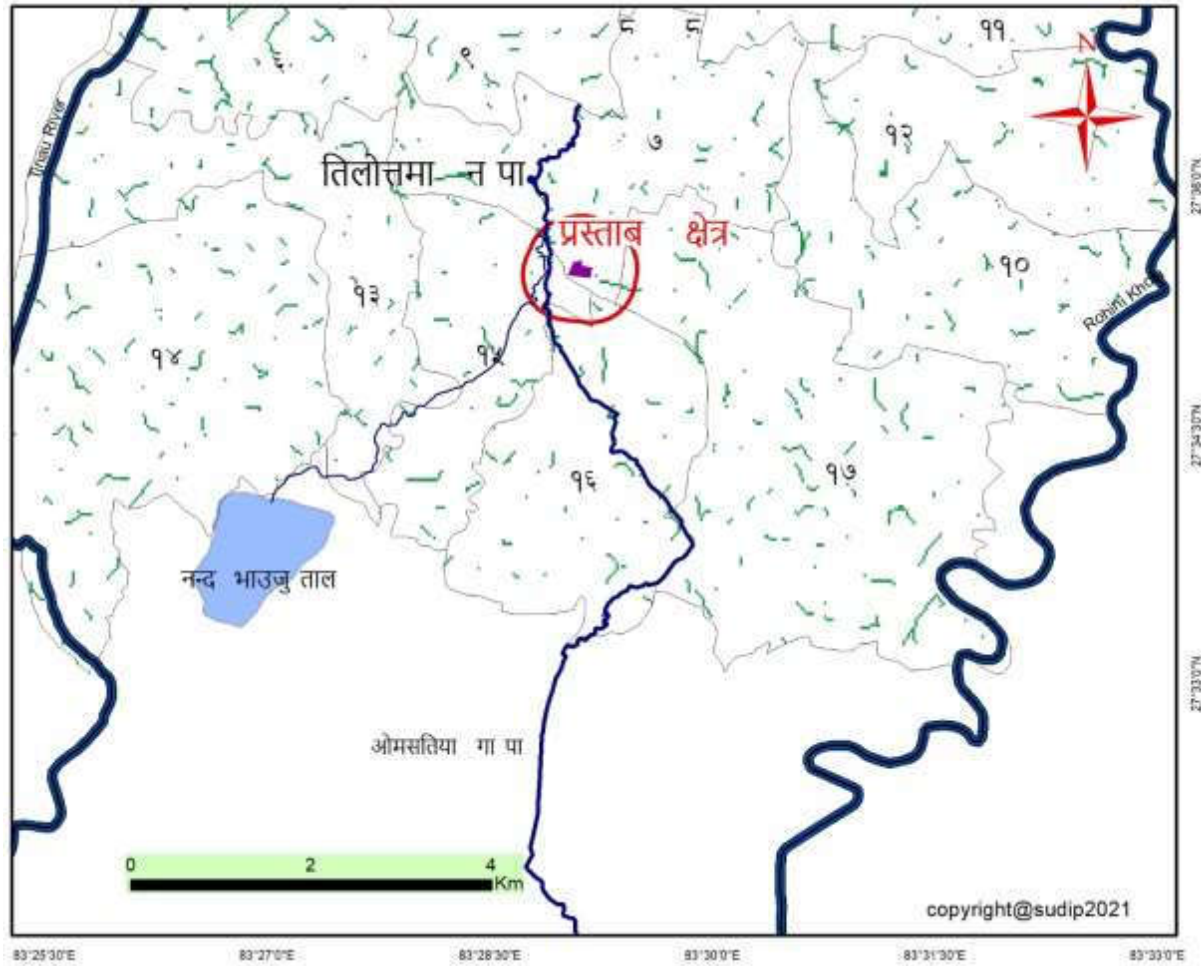 ११
९
६
N
Tinau River
७
१२
तिलोत्तमा न पा
27°36'0"N
प्रस्ताब क्षेत्र
१०
१३
Rohini Khola
१४
१५
27°34'30"N
१६
१७
नन्द भाउजु ताल
27°33'0"N
ओमसतिया गा पा
0 2 4
Km
copyright@sudip2021
83°25'30"E 83°27'0"E 83°28'30"E 83°30'0"E 83°31'30"E 83°33'0"E